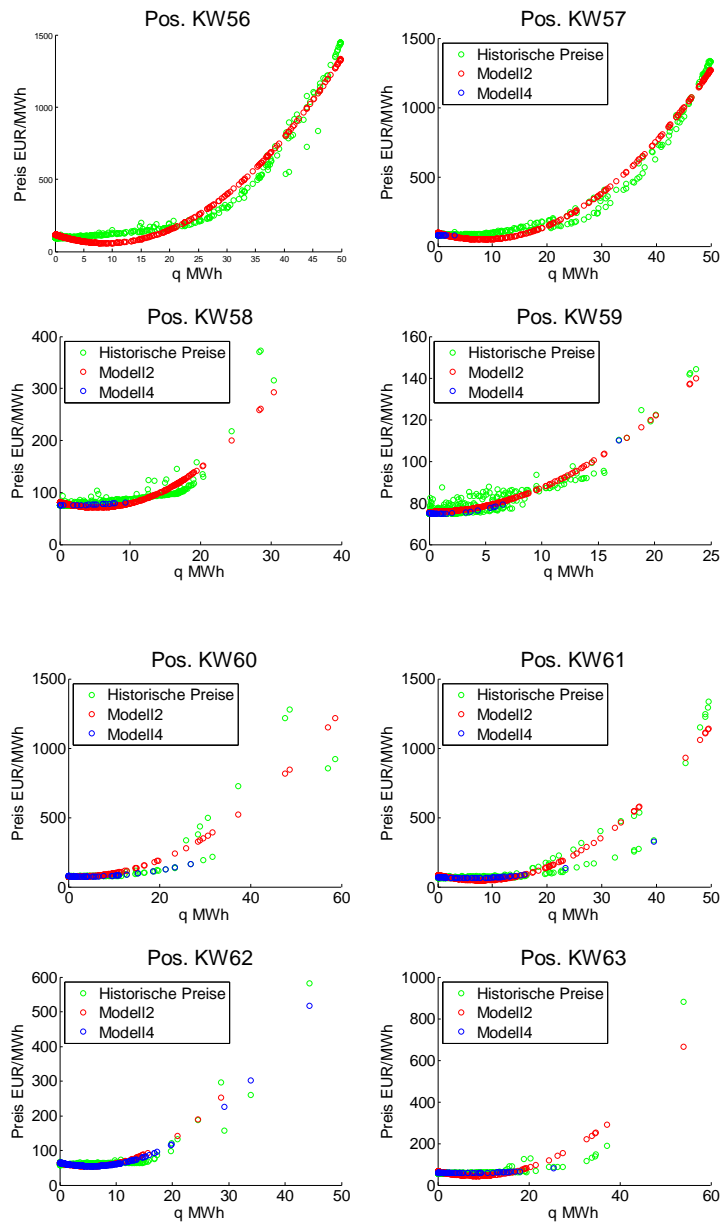 Pos. KW56
Preis EUR/MWh
1500
1000
500
0
0 5 10 15 20 25 30 35 40 45 50
q MWh
Pos. KW57
Preis EUR/MWh
Historische Preise
Modell2
Modell4
1500
1000
500
0
0 10 20 30 40 50
q MWh
Pos. KW58
Preis EUR/MWh
Historische Preise
Modell2
Modell4
400
300
200
100
0
0 10 20 30 40
q MWh
Pos. KW59
Preis EUR/MWh
Historische Preise
Modell2
Modell4
160
140
120
100
80
60
0 5 10 15 20 25
q MWh
Pos. KW60
Preis EUR/MWh
Historische Preise
Modell2
Modell4
1500
1000
500
0
0 20 40 60
q MWh
Pos. KW61
Preis EUR/MWh
Historische Preise
Modell2
Modell4
1500
1000
500
0
0 10 20 30 40 50
q MWh
Pos. KW62
Preis EUR/MWh
Historische Preise
Modell2
Modell4
600
500
400
300
200
100
0
0 10 20 30 40 50
q MWh
Pos. KW63
Preis EUR/MWh
Historische Preise
Modell2
Modell4
1000
800
600
400
200
0
0 10 20 30 40 50 60
q MWh